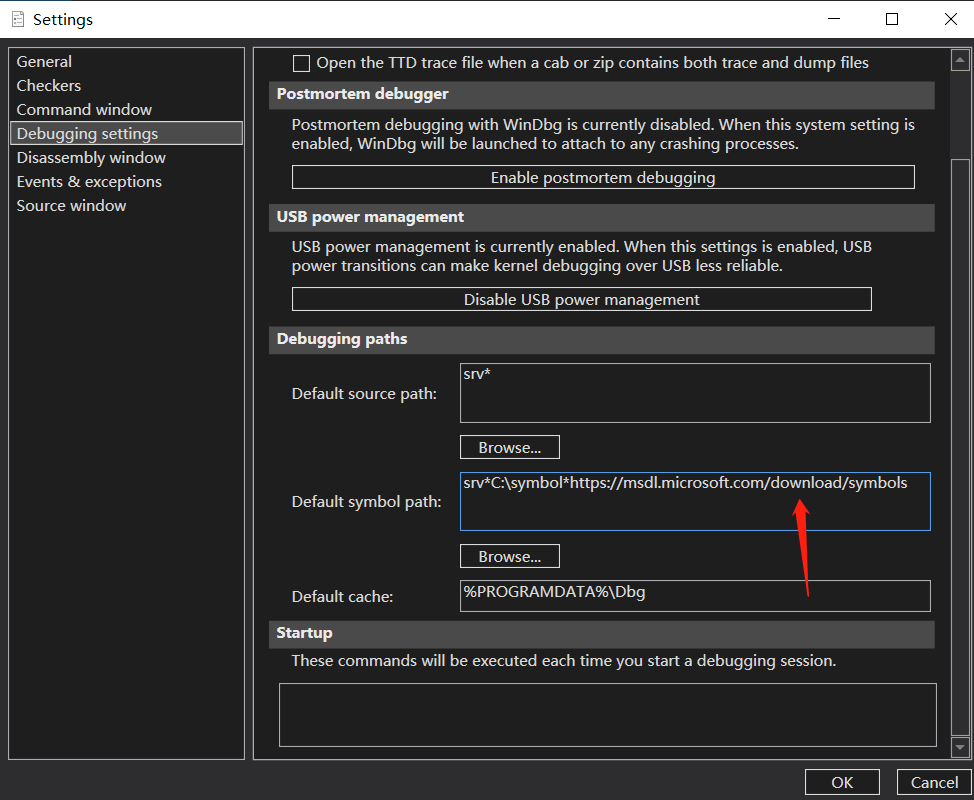 Settings
General
Checkers
Command window
Debugging settings
Disassembly window
Events & exceptions
Source window
Open the TTD trace file when a cab or zip contains both trace and dump files
Postmortem debugger
Postmortem debugging with WinDbg is currently disabled. When this system setting is
enabled, WinDbg will be launched to attach to any crashing processes.
Enable postmortem debugging
USB power management
USB power management is currently enabled. When this settings is enabled, USB
power transitions can make kernel debugging over USB less reliable.
Disable USB power management
Debugging paths
Default source path:
srv*
Browse...
Default symbol path:
srv*C:\symbol*https://msdl.microsoft.com/download/symbols
Browse...
Default cache:
%PROGRAMDATA%\Dbg
Startup
These commands will be executed each time you start a debugging session.
OK
Cancel